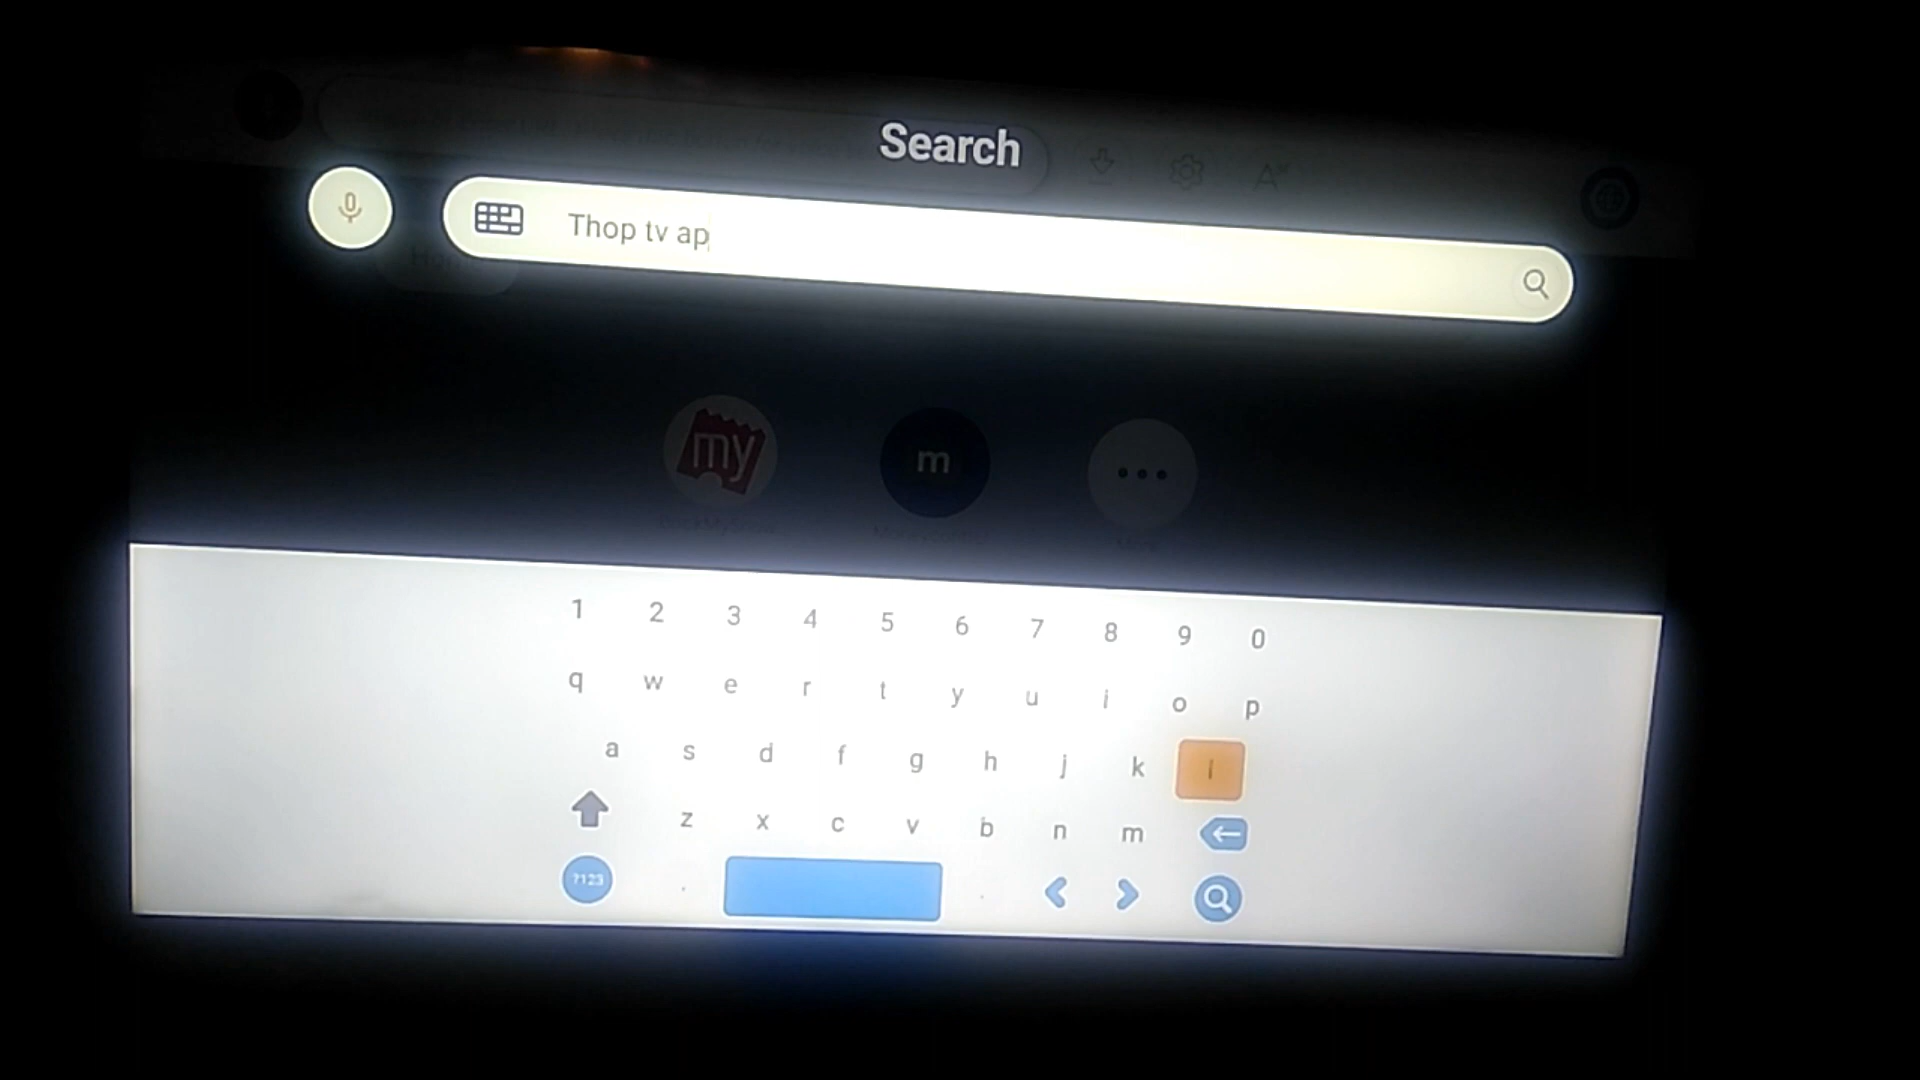 Search
Thop tv ap
my
m
1 2 3 4 5 6 7 8 9 0
q w e r t y u i o p
a s d f g h j k l
z x c v b n m
?123